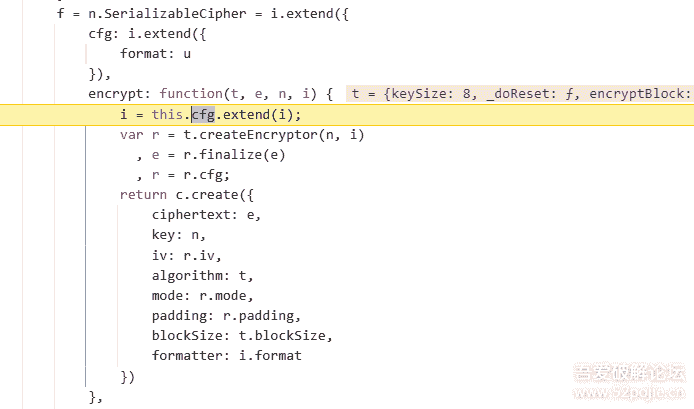 f = n.SerializableCipher = i.extend({
cfg: i.extend({
format: u
}),
encrypt: function(t, e, n, i) { t = {keySize: 8, _doReset: ƒ, encryptBlock:
i = this.cfg.extend(i);
var r = t.createEncryptor(n, i)
, e = r.finalize(e)
, r = r.cfg;
return c.create({
ciphertext: e,
key: n,
iv: r.iv,
algorithm: t,
mode: r.mode,
padding: r.padding,
blockSize: t.blockSize,
formatter: i.format
})
},
吾爱破解论坛
www.52pojie.cn